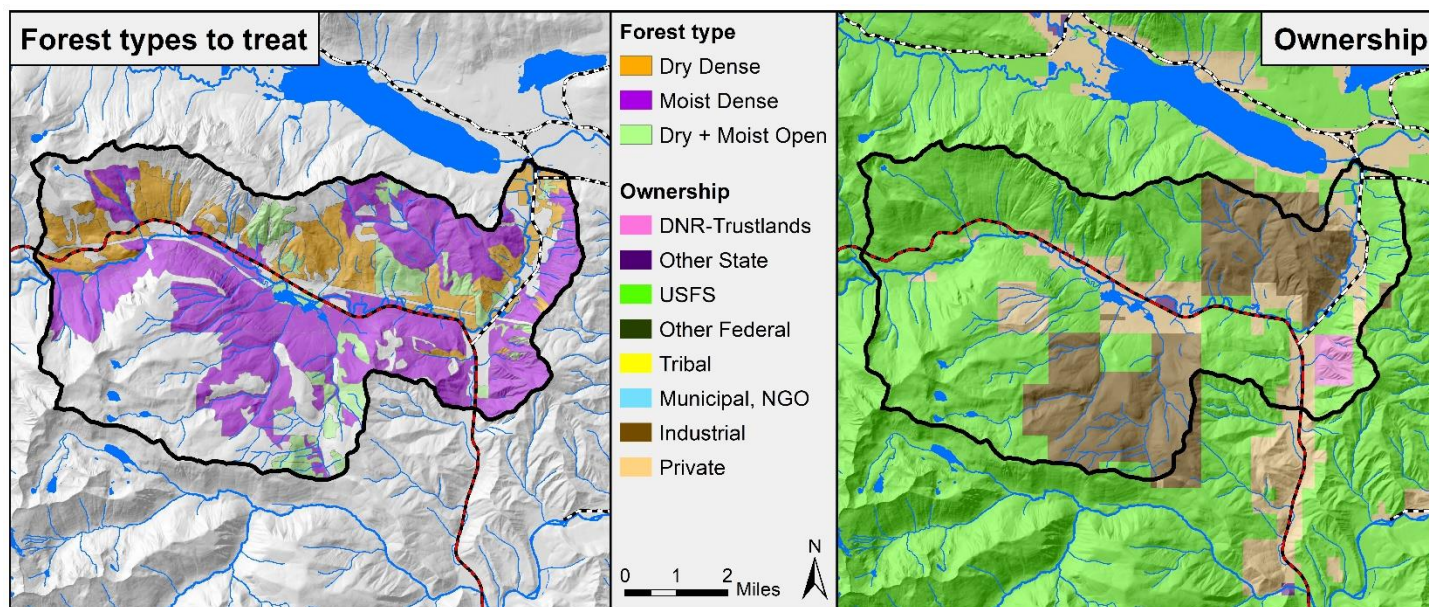 Forest types to treat
Forest type
Dry Dense
Moist Dense
Dry + Moist Open
Ownership
DNR-Trustlands
Other State
USFS
Other Federal
Tribal
Municipal, NGO
Industrial
Private
0 1 2 Miles
N
Ownership